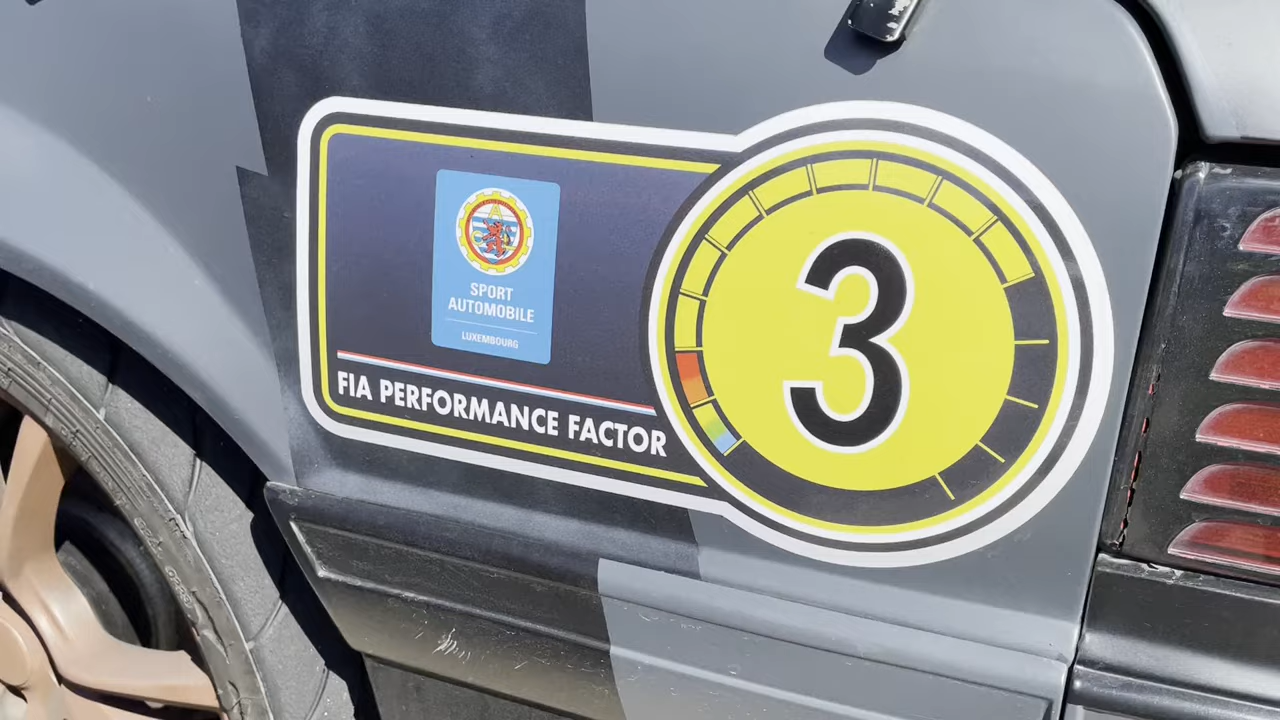 SPORT
AUTOMOBILE
LUXEMBOURG
FIA PERFORMANCE FACTOR
3